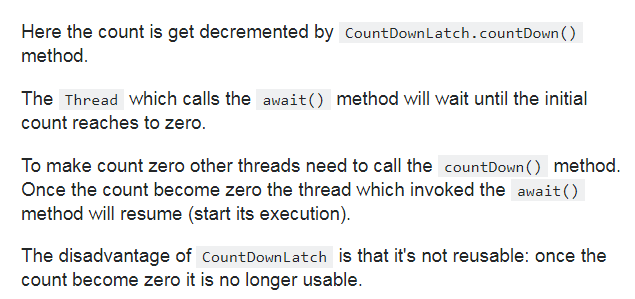 Here the count is get decremented by CountDownLatch.countDown()
method.
The Thread which calls the await() method will wait until the initial
count reaches to zero.
To make count zero other threads need to call the countDown() method.
Once the count become zero the thread which invoked the await()
method will resume (start its execution).
The disadvantage of CountDownLatch is that it's not reusable: once the
count become zero it is no longer usable.